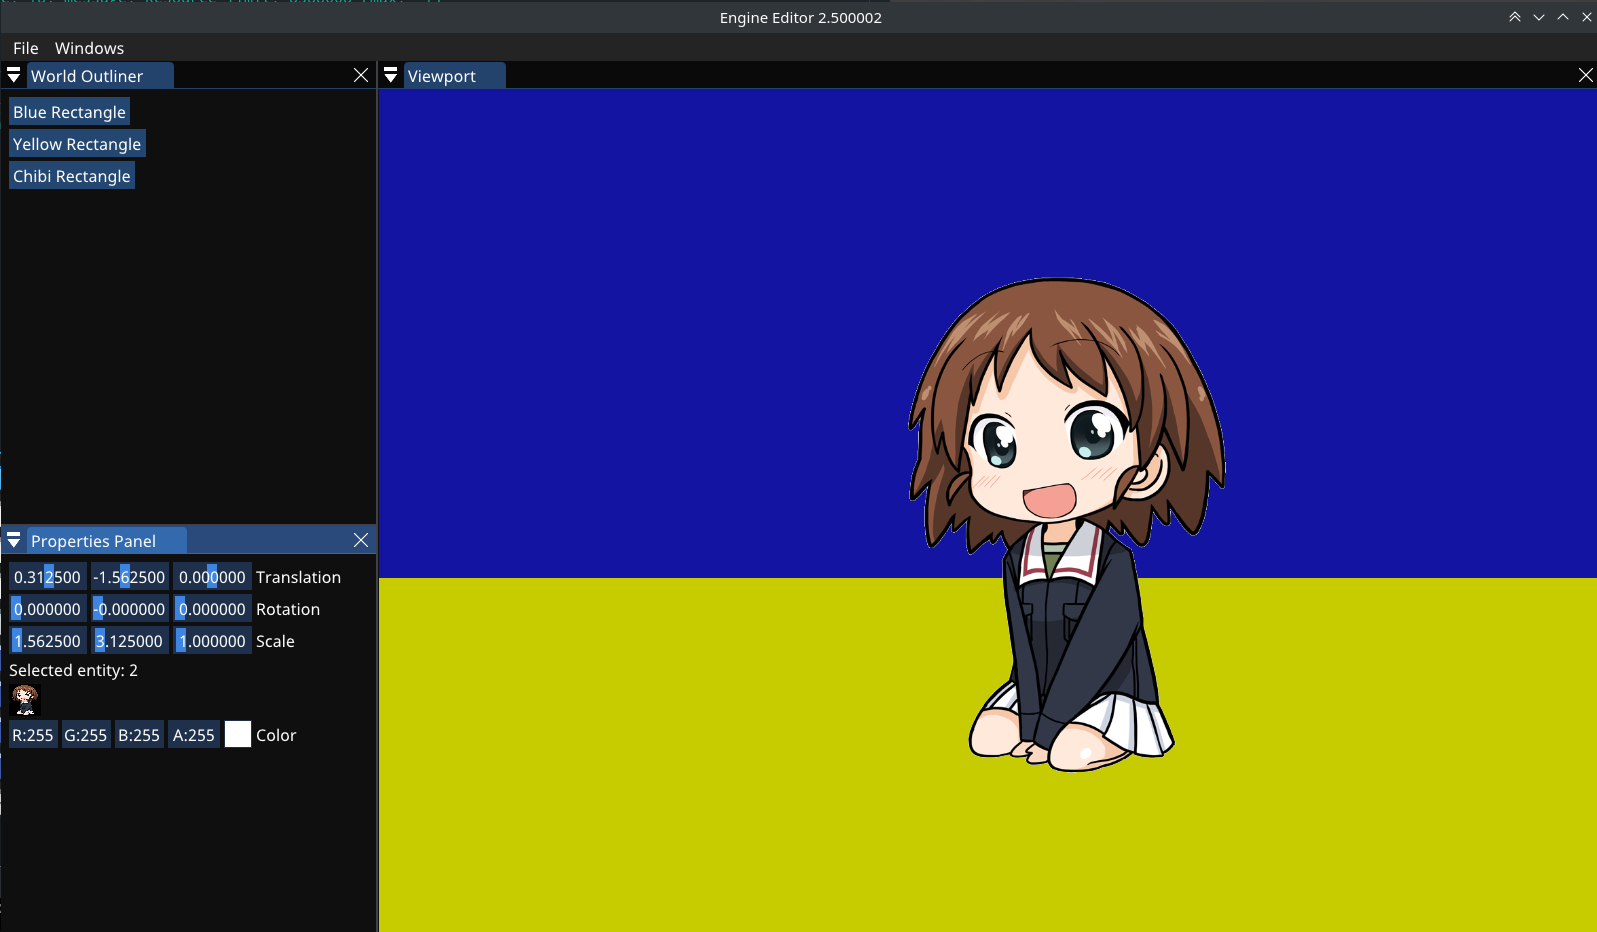 Engine Editor 2.500002
File Windows
World Outliner
Viewport
Blue Rectangle
Yellow Rectangle
Chibi Rectangle
Properties Panel
0.312500 -1.562500 0.000000 Translation
0.000000 -0.000000 0.000000 Rotation
1.562500 3.125000 1.000000 Scale
Selected entity: 2
R:255 G:255 B:255 A:255 Color